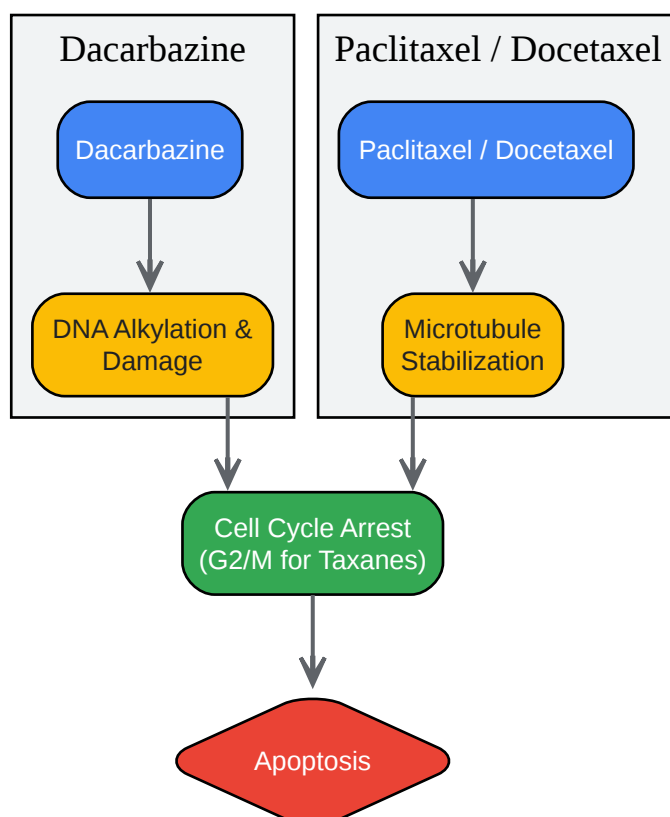 Dacarbazine
Paclitaxel / Docetaxel
Dacarbazine
Paclitaxel / Docetaxel
DNA Alkylation &
Damage
Microtubule
Stabilization
Cell Cycle Arrest
(G2/M for Taxanes)
Apoptosis